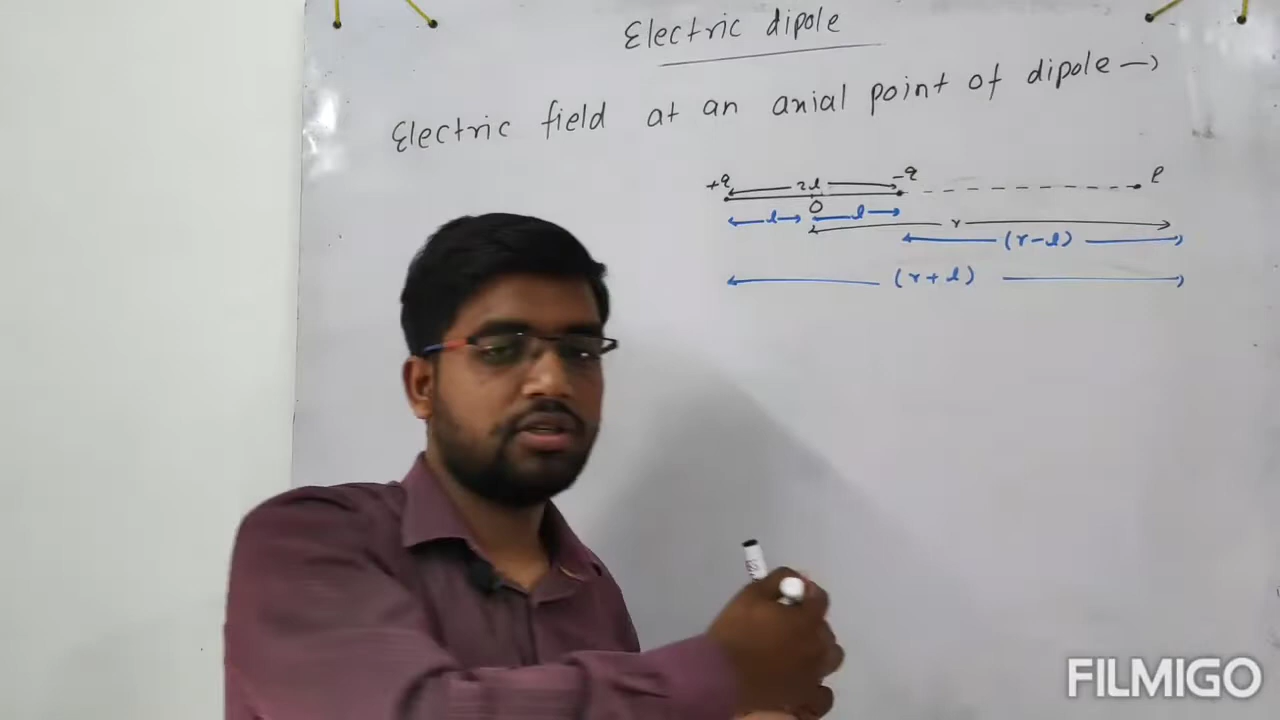 Electric dipole
Electric field at an axial point of dipole →
+q 2l -q P
O
l l r
(r-l)
(r+l)
FILMIGO